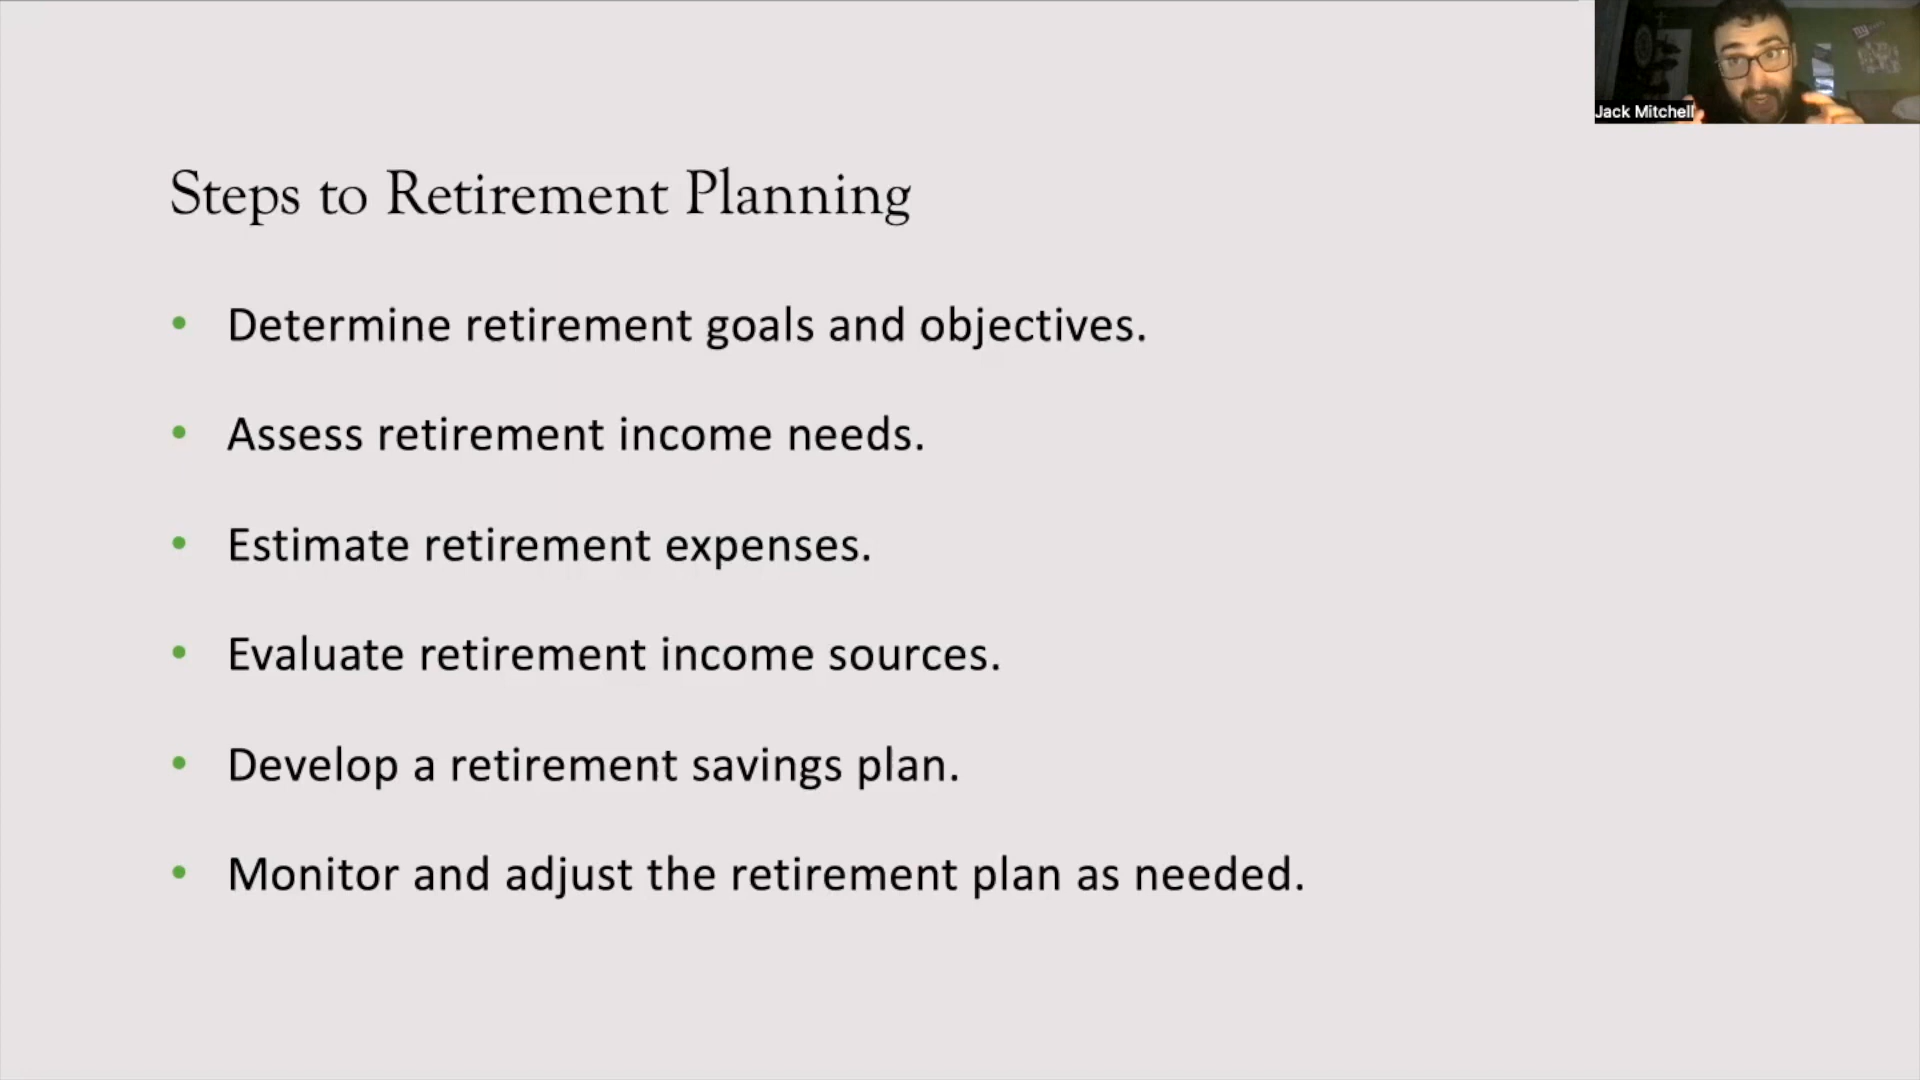 Jack Mitchell
Steps to Retirement Planning
• Determine retirement goals and objectives.
• Assess retirement income needs.
• Estimate retirement expenses.
• Evaluate retirement income sources.
• Develop a retirement savings plan.
• Monitor and adjust the retirement plan as needed.